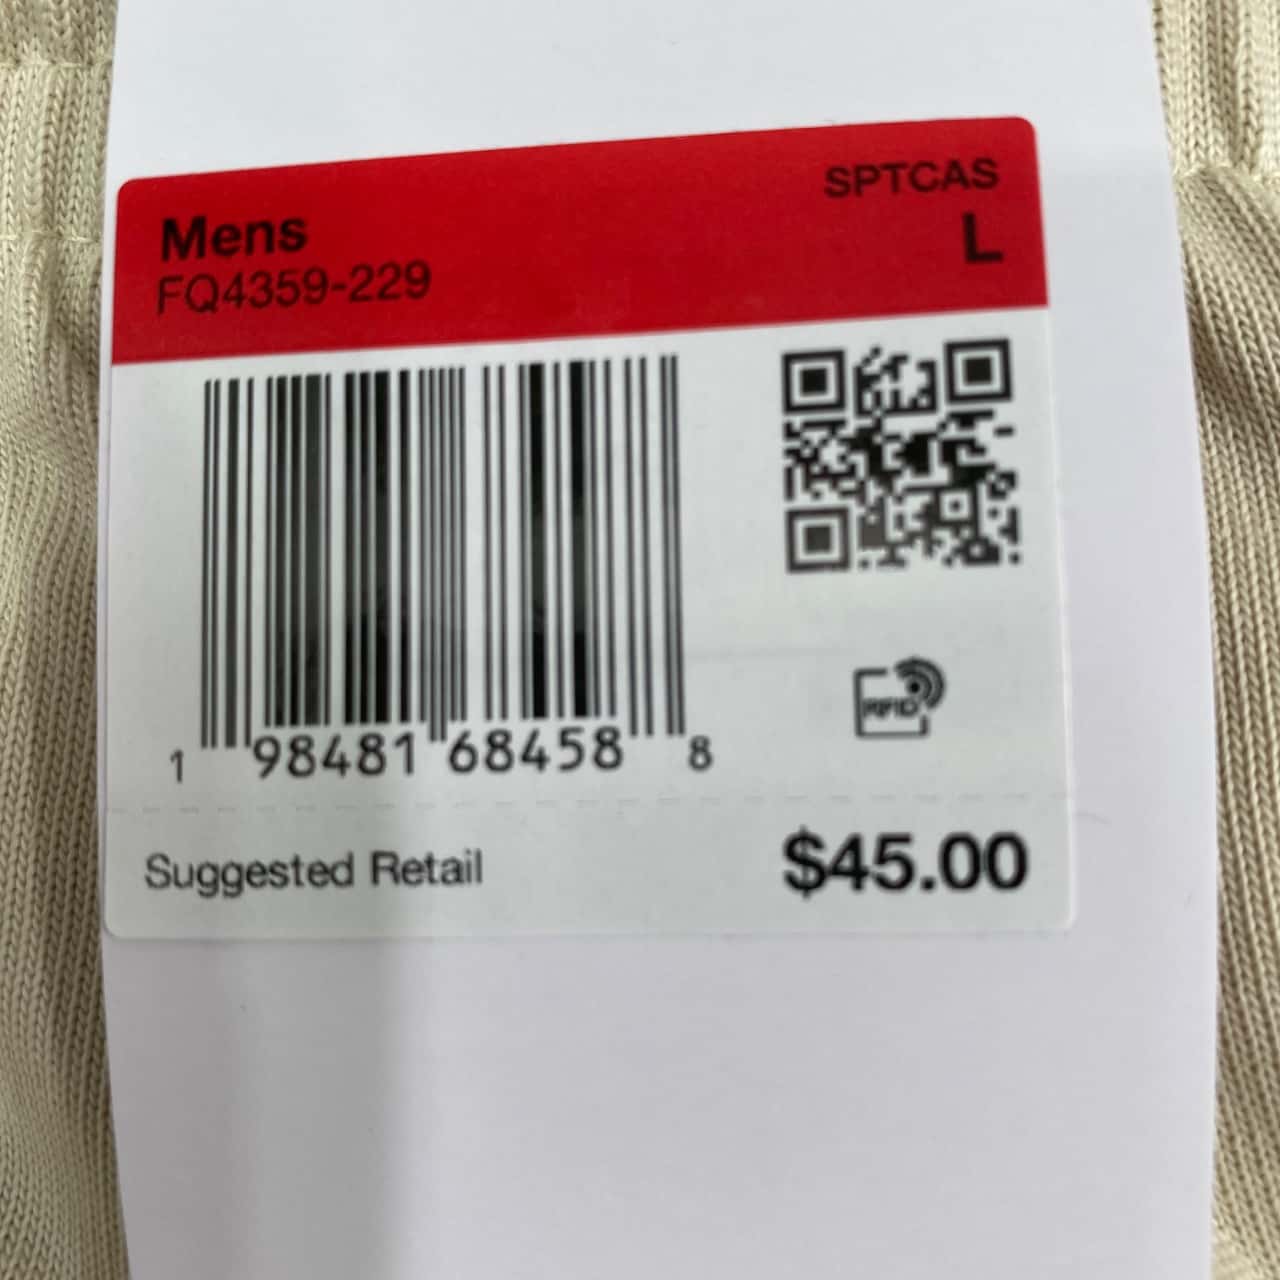 Mens
SPTCAS
FQ4359-229
L
1 98481 68458 8
RFID
Suggested Retail
$45.00